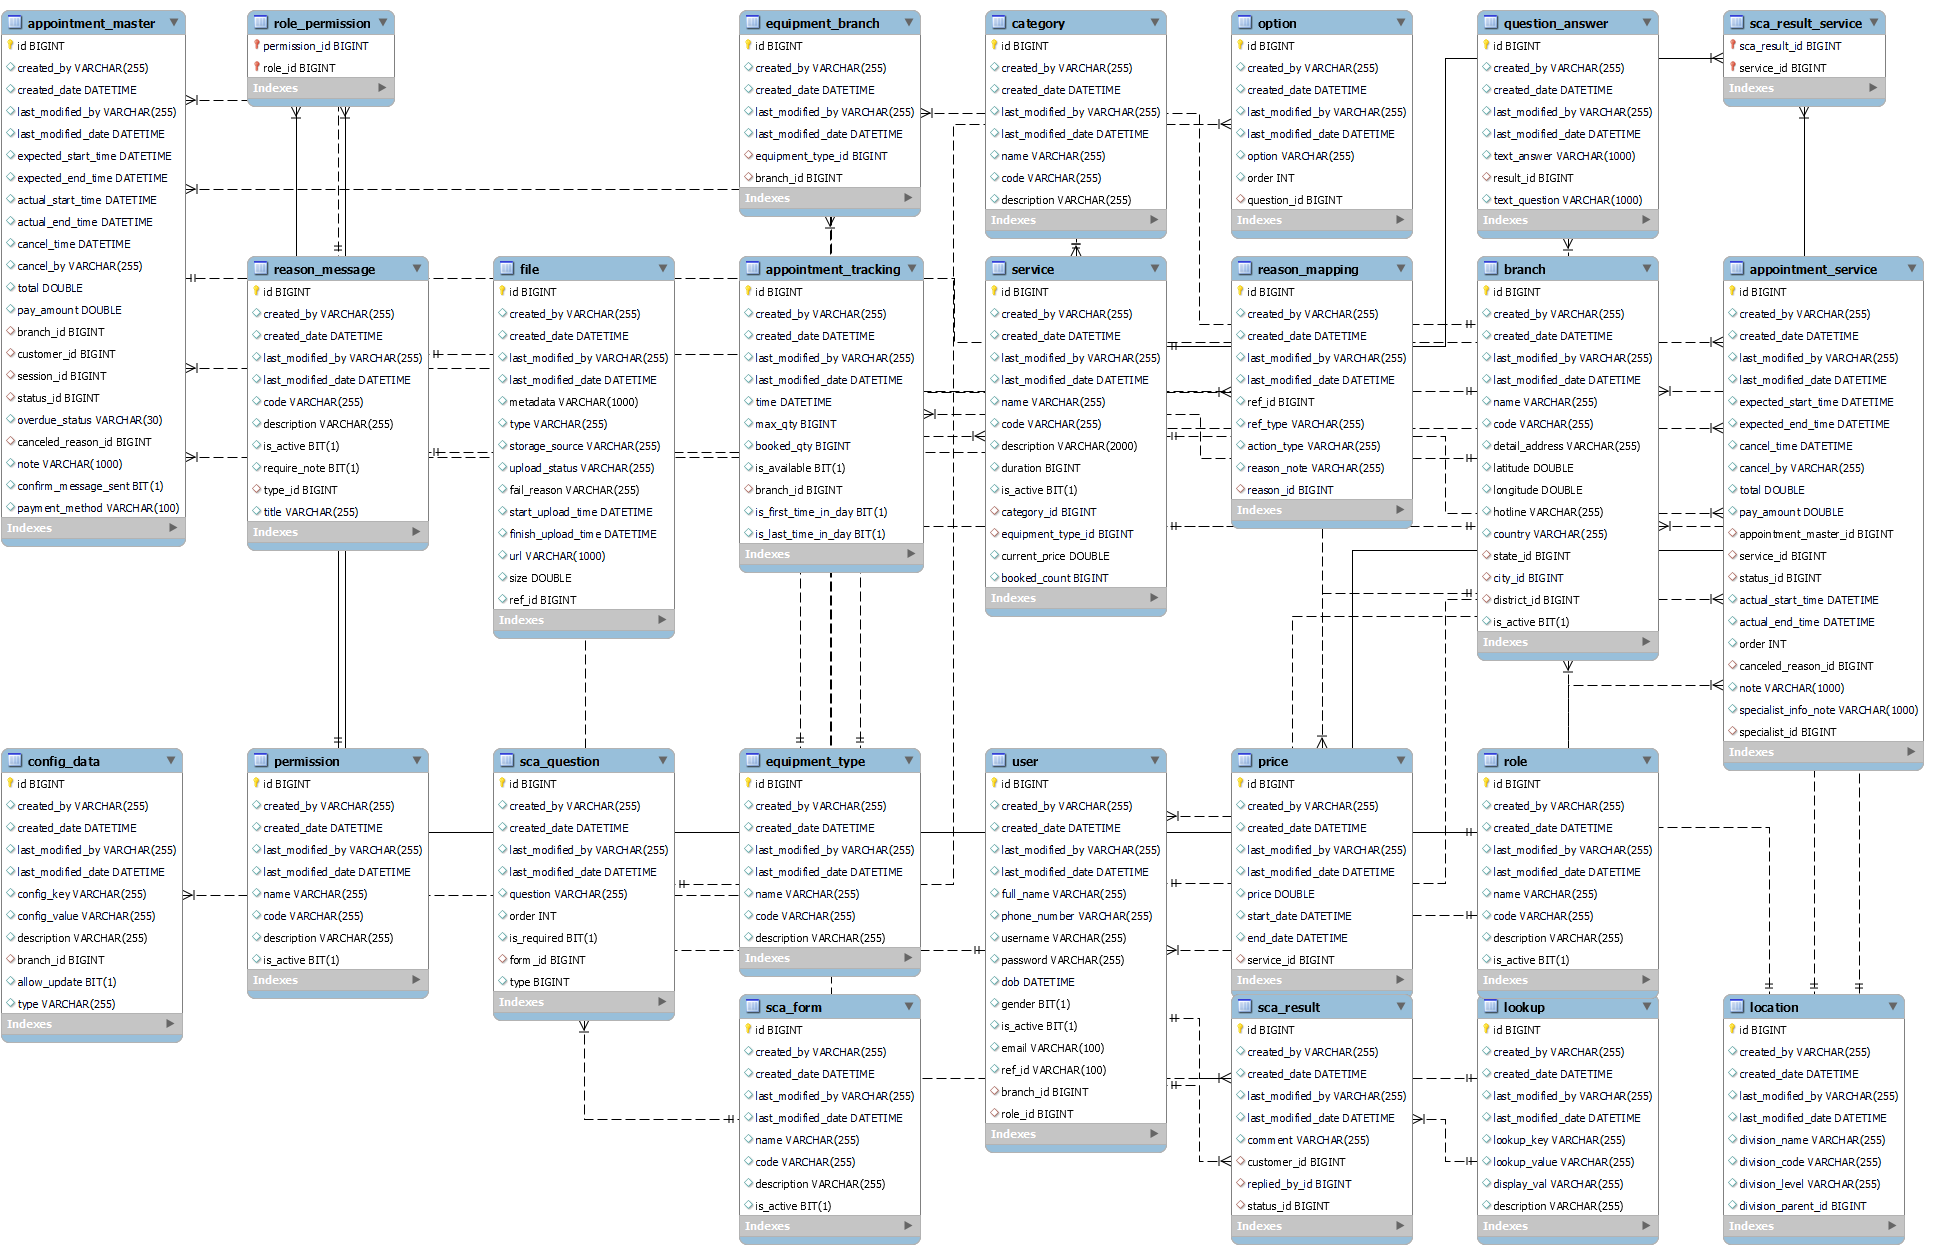 appointment_master
id BIGINT
created_by VARCHAR(255)
created_date DATETIME
last_modified_by VARCHAR(255)
last_modified_date DATETIME
expected_start_time DATETIME
expected_end_time DATETIME
actual_start_time DATETIME
actual_end_time DATETIME
cancel_time DATETIME
cancel_by VARCHAR(255)
total DOUBLE
pay_amount DOUBLE
branch_id BIGINT
customer_id BIGINT
session_id BIGINT
status_id BIGINT
overdue_status VARCHAR(30)
canceled_reason_id BIGINT
note VARCHAR(1000)
confirm_message_sent BIT(1)
payment_method VARCHAR(100)
Indexes
role_permission
permission_id BIGINT
role_id BIGINT
Indexes
equipment_branch
id BIGINT
created_by VARCHAR(255)
created_date DATETIME
last_modified_by VARCHAR(255)
last_modified_date DATETIME
equipment_type_id BIGINT
branch_id BIGINT
Indexes
category
id BIGINT
created_by VARCHAR(255)
created_date DATETIME
last_modified_by VARCHAR(255)
last_modified_date DATETIME
name VARCHAR(255)
code VARCHAR(255)
description VARCHAR(255)
Indexes
option
id BIGINT
created_by VARCHAR(255)
created_date DATETIME
last_modified_by VARCHAR(255)
last_modified_date DATETIME
option VARCHAR(255)
order INT
question_id BIGINT
Indexes
question_answer
id BIGINT
created_by VARCHAR(255)
created_date DATETIME
last_modified_by VARCHAR(255)
last_modified_date DATETIME
text_answer VARCHAR(1000)
result_id BIGINT
text_question VARCHAR(1000)
Indexes
sca_result_service
sca_result_id BIGINT
service_id BIGINT
Indexes
reason_message
id BIGINT
created_by VARCHAR(255)
created_date DATETIME
last_modified_by VARCHAR(255)
last_modified_date DATETIME
code VARCHAR(255)
description VARCHAR(255)
is_active BIT(1)
require_note BIT(1)
type_id BIGINT
title VARCHAR(255)
Indexes
file
id BIGINT
created_by VARCHAR(255)
created_date DATETIME
last_modified_by VARCHAR(255)
last_modified_date DATETIME
metadata VARCHAR(1000)
type VARCHAR(255)
storage_source VARCHAR(255)
upload_status VARCHAR(255)
fail_reason VARCHAR(255)
start_upload_time DATETIME
finish_upload_time DATETIME
url VARCHAR(1000)
size DOUBLE
ref_id BIGINT
Indexes
appointment_tracking
id BIGINT
created_by VARCHAR(255)
created_date DATETIME
last_modified_by VARCHAR(255)
last_modified_date DATETIME
time DATETIME
max_qty BIGINT
booked_qty BIGINT
is_available BIT(1)
branch_id BIGINT
is_first_time_in_day BIT(1)
is_last_time_in_day BIT(1)
Indexes
service
id BIGINT
created_by VARCHAR(255)
created_date DATETIME
last_modified_by VARCHAR(255)
last_modified_date DATETIME
name VARCHAR(255)
code VARCHAR(255)
description VARCHAR(2000)
duration BIGINT
is_active BIT(1)
category_id BIGINT
equipment_type_id BIGINT
current_price DOUBLE
booked_count BIGINT
Indexes
reason_mapping
id BIGINT
created_by VARCHAR(255)
created_date DATETIME
last_modified_by VARCHAR(255)
last_modified_date DATETIME
ref_id BIGINT
ref_type VARCHAR(255)
action_type VARCHAR(255)
reason_note VARCHAR(255)
reason_id BIGINT
Indexes
branch
id BIGINT
created_by VARCHAR(255)
created_date DATETIME
last_modified_by VARCHAR(255)
last_modified_date DATETIME
name VARCHAR(255)
code VARCHAR(255)
detail_address VARCHAR(255)
latitude DOUBLE
longitude DOUBLE
hotline VARCHAR(255)
country VARCHAR(255)
state_id BIGINT
city_id BIGINT
district_id BIGINT
is_active BIT(1)
Indexes
appointment_service
id BIGINT
created_by VARCHAR(255)
created_date DATETIME
last_modified_by VARCHAR(255)
last_modified_date DATETIME
expected_start_time DATETIME
expected_end_time DATETIME
cancel_time DATETIME
cancel_by VARCHAR(255)
total DOUBLE
pay_amount DOUBLE
appointment_master_id BIGINT
service_id BIGINT
status_id BIGINT
actual_start_time DATETIME
actual_end_time DATETIME
order INT
canceled_reason_id BIGINT
note VARCHAR(1000)
specialist_info_note VARCHAR(1000)
specialist_id BIGINT
Indexes
config_data
id BIGINT
created_by VARCHAR(255)
created_date DATETIME
last_modified_by VARCHAR(255)
last_modified_date DATETIME
config_key VARCHAR(255)
config_value VARCHAR(255)
description VARCHAR(255)
branch_id BIGINT
allow_update BIT(1)
type VARCHAR(255)
Indexes
permission
id BIGINT
created_by VARCHAR(255)
created_date DATETIME
last_modified_by VARCHAR(255)
last_modified_date DATETIME
name VARCHAR(255)
code VARCHAR(255)
description VARCHAR(255)
is_active BIT(1)
Indexes
sca_question
id BIGINT
created_by VARCHAR(255)
created_date DATETIME
last_modified_by VARCHAR(255)
last_modified_date DATETIME
question VARCHAR(255)
order INT
is_required BIT(1)
form_id BIGINT
type BIGINT
Indexes
equipment_type
id BIGINT
created_by VARCHAR(255)
created_date DATETIME
last_modified_by VARCHAR(255)
last_modified_date DATETIME
name VARCHAR(255)
code VARCHAR(255)
description VARCHAR(255)
Indexes
user
id BIGINT
created_by VARCHAR(255)
created_date DATETIME
last_modified_by VARCHAR(255)
last_modified_date DATETIME
full_name VARCHAR(255)
phone_number VARCHAR(255)
username VARCHAR(255)
password VARCHAR(255)
dob DATETIME
gender BIT(1)
is_active BIT(1)
email VARCHAR(100)
ref_id VARCHAR(100)
branch_id BIGINT
role_id BIGINT
Indexes
price
id BIGINT
created_by VARCHAR(255)
created_date DATETIME
last_modified_by VARCHAR(255)
last_modified_date DATETIME
price DOUBLE
start_date DATETIME
end_date DATETIME
service_id BIGINT
Indexes
role
id BIGINT
created_by VARCHAR(255)
created_date DATETIME
last_modified_by VARCHAR(255)
last_modified_date DATETIME
name VARCHAR(255)
code VARCHAR(255)
description VARCHAR(255)
is_active BIT(1)
Indexes
sca_form
id BIGINT
created_by VARCHAR(255)
created_date DATETIME
last_modified_by VARCHAR(255)
last_modified_date DATETIME
name VARCHAR(255)
code VARCHAR(255)
description VARCHAR(255)
is_active BIT(1)
Indexes
sca_result
id BIGINT
created_by VARCHAR(255)
created_date DATETIME
last_modified_by VARCHAR(255)
last_modified_date DATETIME
comment VARCHAR(255)
customer_id BIGINT
replied_by_id BIGINT
status_id BIGINT
Indexes
lookup
id BIGINT
created_by VARCHAR(255)
created_date DATETIME
last_modified_by VARCHAR(255)
last_modified_date DATETIME
lookup_key VARCHAR(255)
lookup_value VARCHAR(255)
display_val VARCHAR(255)
description VARCHAR(255)
Indexes
location
id BIGINT
created_by VARCHAR(255)
created_date DATETIME
last_modified_by VARCHAR(255)
last_modified_date DATETIME
division_name VARCHAR(255)
division_code VARCHAR(255)
division_level VARCHAR(255)
division_parent_id BIGINT
Indexes